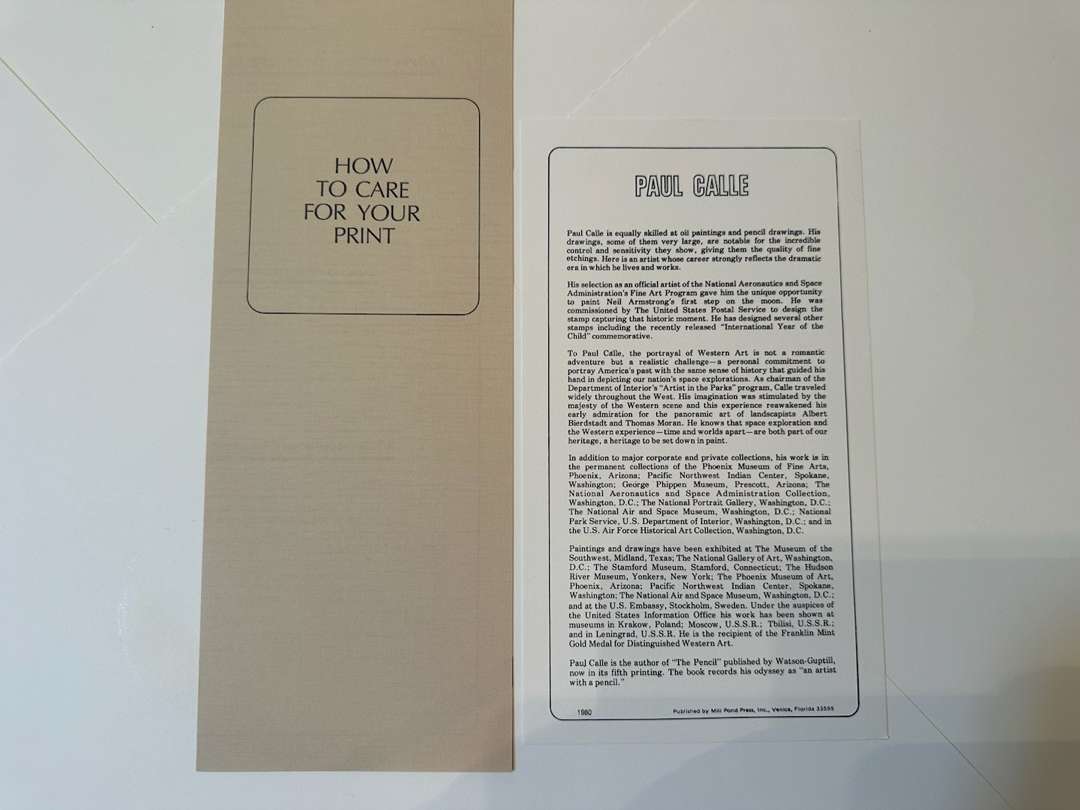 HOW
TO CARE
FOR YOUR
PRINT
PAUL CALLE
Paul Calle is equally skilled at oil paintings and pencil drawings. His
drawings, some of them very large, are notable for the incredible
control and sensitivity they show, giving them the quality of fine
etchings. Here is an artist whose career strongly reflects the dramatic
era in which he lives and works.
His selection as an official artist of the National Aeronautics and Space
Administration's Fine Art Program gave him the unique opportunity
to paint Neil Armstrong's first step on the moon. He was
commissioned by The United States Postal Service to design the
stamp capturing that historic moment. He has designed several other
stamps including the recently released "International Year of the
Child" commemorative.
To Paul Calle, the portrayal of Western Art is not a romantic
adventure but a realistic challenge—a personal commitment to
portray America's past with the same sense of history that guided his
hand in depicting our nation's space explorations. As chairman of the
Department of Interior's "Artist in the Parks" program, Calle traveled
widely throughout the West. His imagination was stimulated by the
majesty of the Western scene and this experience reawakened his
early admiration for the panoramic art of landscapists Albert
Bierdstadt and Thomas Moran. He knows that space exploration and
the Western experience—time and worlds apart—are both part of our
heritage, a heritage to be set down in paint.
In addition to major corporate and private collections, his work is in
the permanent collections of the Phoenix Museum of Fine Arts,
Phoenix, Arizona; Pacific Northwest Indian Center, Spokane,
Washington; George Phippen Museum, Prescott, Arizona; The
National Aeronautics and Space Administration Collection,
Washington, D.C.; The National Portrait Gallery, Washington, D.C.;
The National Air and Space Museum, Washington, D.C.; National
Park Service, U.S. Department of Interior, Washington, D.C.; and in
the U.S. Air Force Historical Art Collection, Washington, D.C.
Paintings and drawings have been exhibited at The Museum of the
Southwest, Midland, Texas; The National Gallery of Art, Washington,
D.C.; The Stamford Museum, Stamford, Connecticut; The Hudson
River Museum, Yonkers, New York; The Phoenix Museum of Art,
Phoenix, Arizona; Pacific Northwest Indian Center, Spokane,
Washington; The National Air and Space Museum, Washington, D.C.;
and at the U.S. Embassy, Stockholm, Sweden. Under the auspices of
the United States Information Office his work has been shown at
museums in Krakow, Poland; Moscow, U.S.S.R.; Tbilisi, U.S.S.R.;
and in Leningrad, U.S.S.R. He is the recipient of the Franklin Mint
Gold Medal for Distinguished Western Art.
Paul Calle is the author of "The Pencil" published by Watson-Guptill,
now in its fifth printing. The book records his odyssey as "an artist
with a pencil."
1980
Published by Mill Pond Press, Inc., Venice, Florida 33595